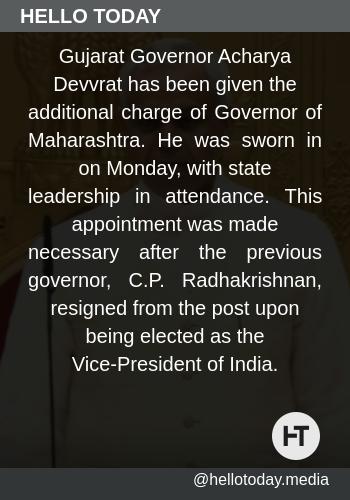 HELLO TODAY
Gujarat Governor Acharya
Devvrat has been given the
additional charge of Governor of
Maharashtra. He was sworn in
on Monday, with state
leadership in attendance. This
appointment was made
necessary after the previous
governor, C.P. Radhakrishnan,
resigned from the post upon
being elected as the
Vice-President of India.
HT
@hellotoday.media